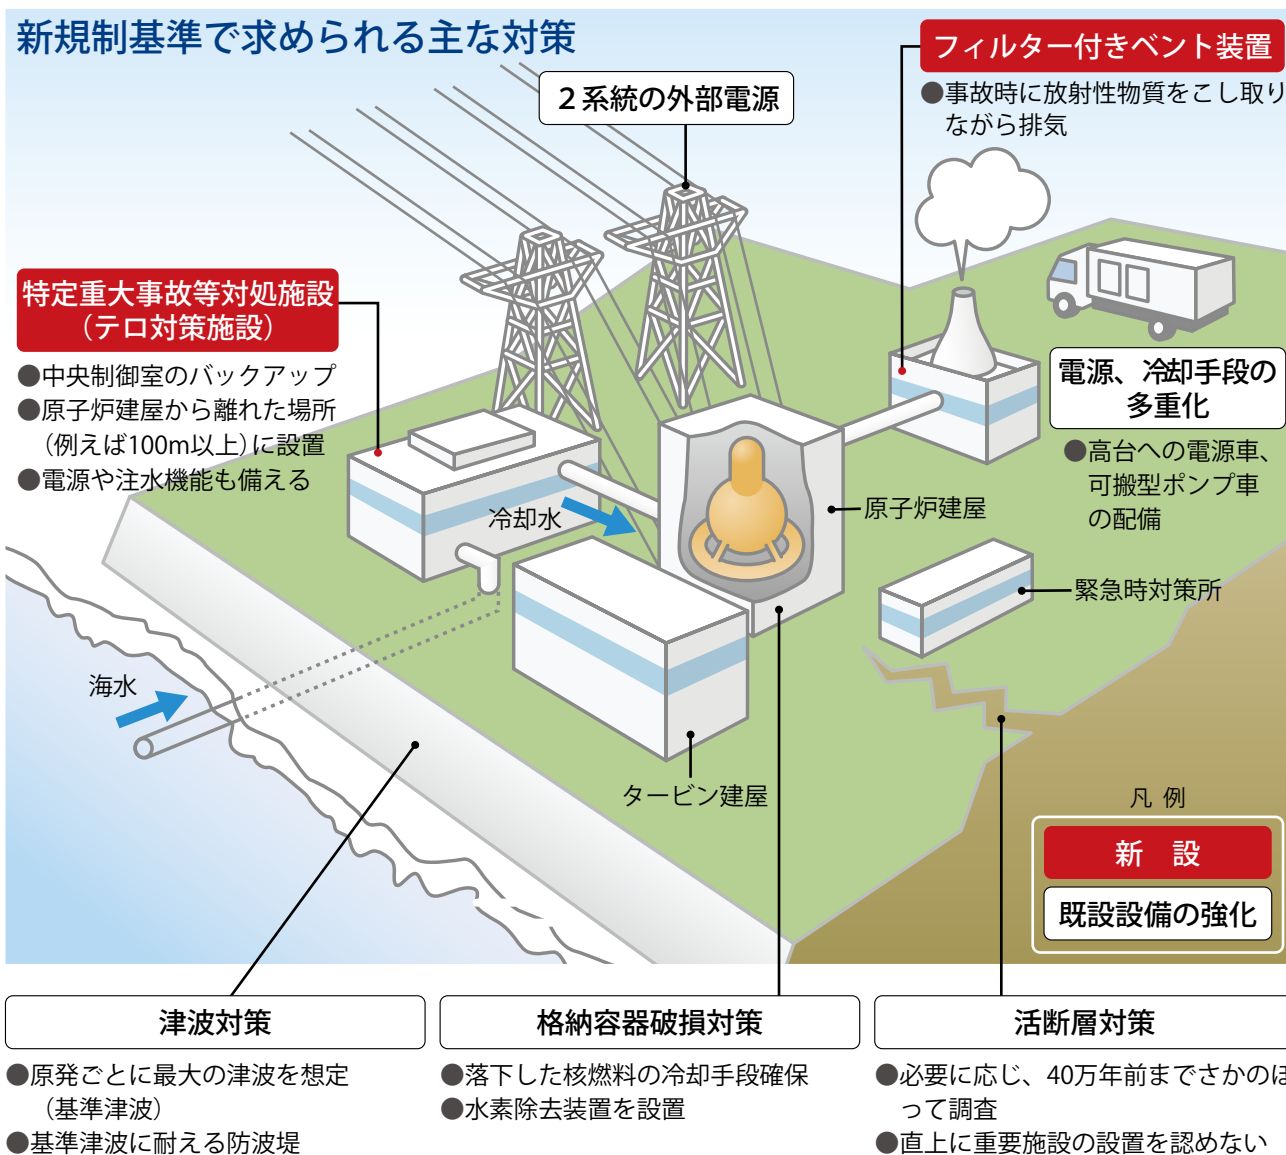 新規制基準で求められる主な対策
2系統の外部電源
フィルター付きベント装置
●事故時に放射性物質をこし取り
ながら排気
特定重大事故等対処施設
(テロ対策施設)
●中央制御室のバックアップ
●原子炉建屋から離れた場所
(例えば100m以上)に設置
●電源や注水機能も備える
電源、冷却手段の
多重化
●高台への電源車、
可搬型ポンプ車
の配備
冷却水
原子炉建屋
緊急時対策所
海水
タービン建屋
凡 例
新 設
既設設備の強化
津波対策
●原発ごとに最大の津波を想定
(基準津波)
●基準津波に耐える防波堤
格納容器破損対策
●落下した核燃料の冷却手段確保
●水素除去装置を設置
活断層対策
●必要に応じ、40万年前までさかのぼ
って調査
●直上に重要施設の設置を認めない